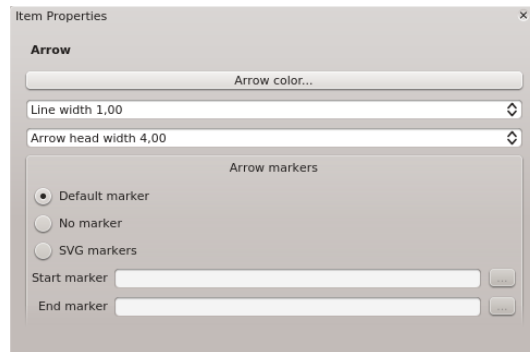 Item Properties
Arrow
Arrow color...
Line width 1,00
Arrow head width 4,00
Arrow markers
Default marker
No marker
SVG markers
Start marker ...
End marker ...